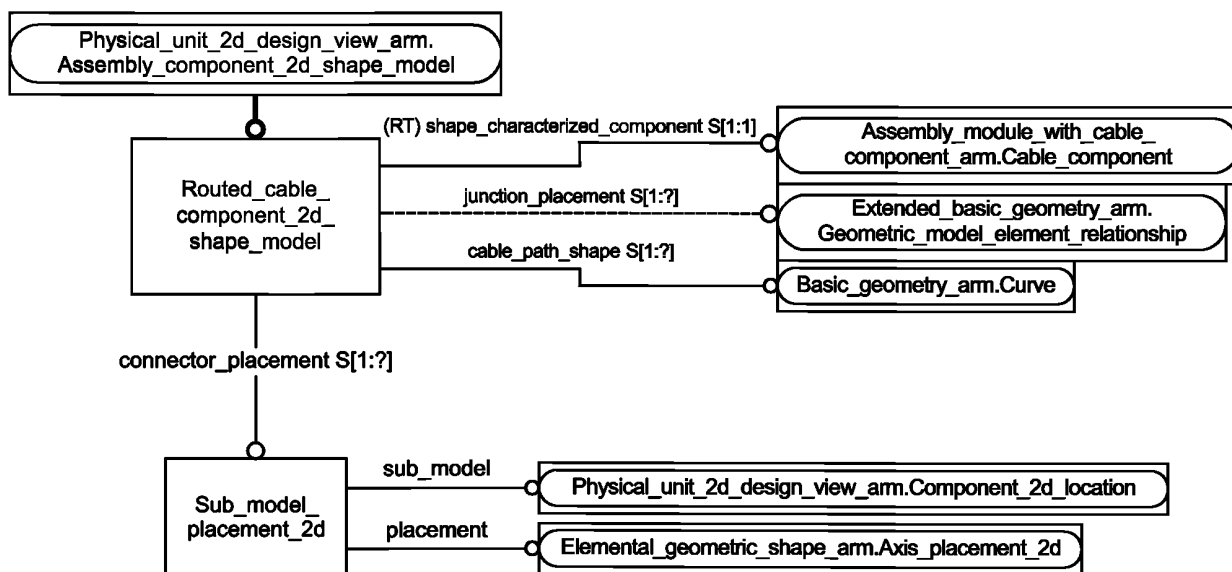 Physical_unit_2d_design_view_arm.
Assembly_component_2d_shape_model
(RT) shape_characterized_component S[1:1]
Assembly_module_with_cable_
component_arm.Cable_component
Routed_cable_
component_2d_
shape_model
junction_placement S[1:?]
Extended_basic_geometry_arm.
Geometric_model_element_relationship
cable_path_shape S[1:?]
Basic_geometry_arm.Curve
connector_placement S[1:?]
Sub_model_
placement_2d
sub_model
Physical_unit_2d_design_view_arm.Component_2d_location
placement
Elemental_geometric_shape_arm.Axis_placement_2d